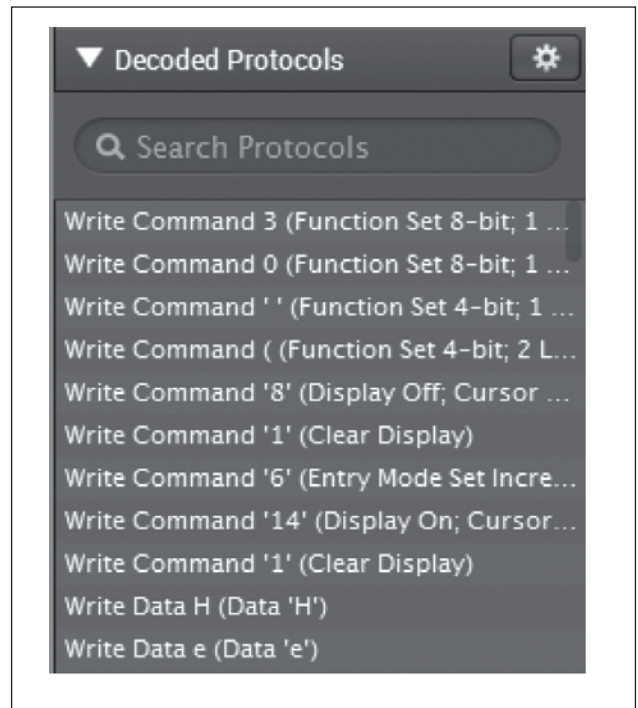 Decoded Protocols
Search Protocols
Write Command 3 (Function Set 8-bit; 1 ...
Write Command 0 (Function Set 8-bit; 1 ...
Write Command ' ' (Function Set 4-bit; 1 ...
Write Command ( (Function Set 4-bit; 2 L...
Write Command '8' (Display Off; Cursor ...
Write Command '1' (Clear Display)
Write Command '6' (Entry Mode Set Incre...
Write Command '14' (Display On; Cursor...
Write Command '1' (Clear Display)
Write Data H (Data 'H')
Write Data e (Data 'e')